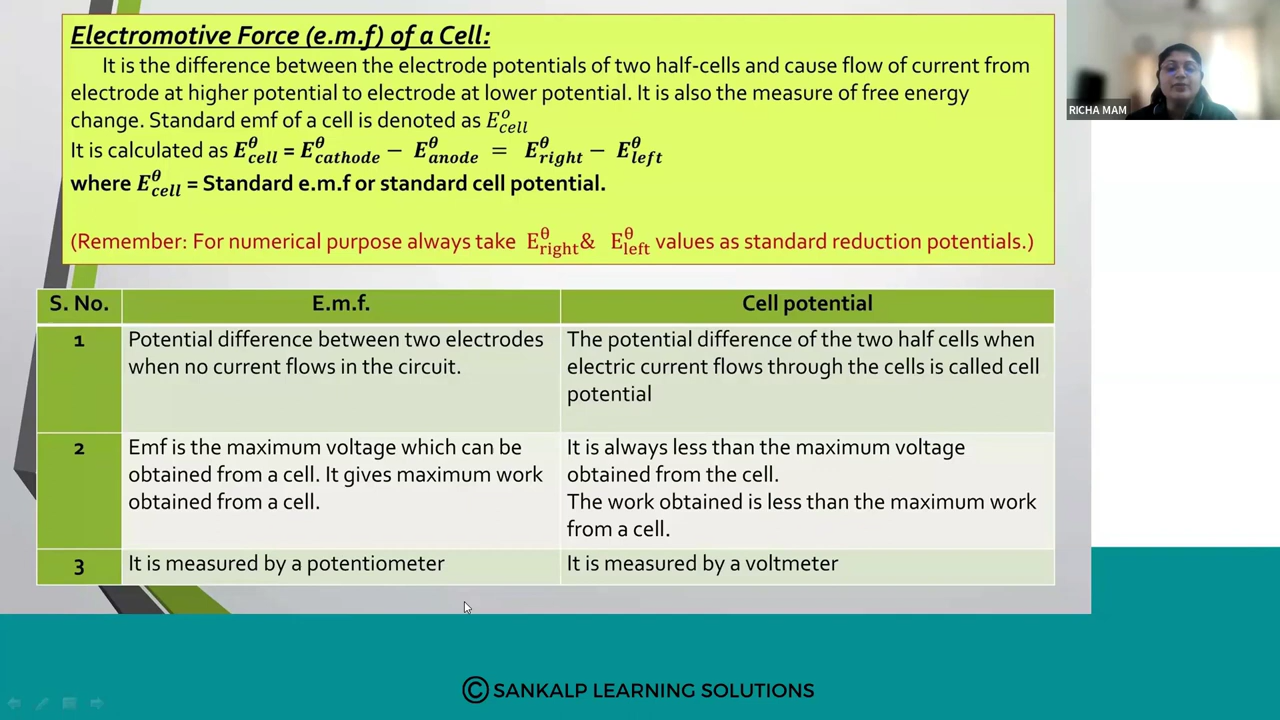 Electromotive Force (e.m.f) of a Cell:
It is the difference between the electrode potentials of two half-cells and cause flow of current from
electrode at higher potential to electrode at lower potential. It is also the measure of free energy
change. Standard emf of a cell is denoted as E°cell
It is calculated as E^θ_cell = E^θ_cathode − E^θ_anode = E^θ_right − E^θ_left
where E^θ_cell = Standard e.m.f or standard cell potential.
(Remember: For numerical purpose always take E^θ_right & E^θ_left values as standard reduction potentials.)
RICHA MAM
S. No. E.m.f. Cell potential
1
Potential difference between two electrodes
when no current flows in the circuit.
The potential difference of the two half cells when
electric current flows through the cells is called cell
potential
2
Emf is the maximum voltage which can be
obtained from a cell. It gives maximum work
obtained from a cell.
It is always less than the maximum voltage
obtained from the cell.
The work obtained is less than the maximum work
from a cell.
3
It is measured by a potentiometer
It is measured by a voltmeter
© SANKALP LEARNING SOLUTIONS